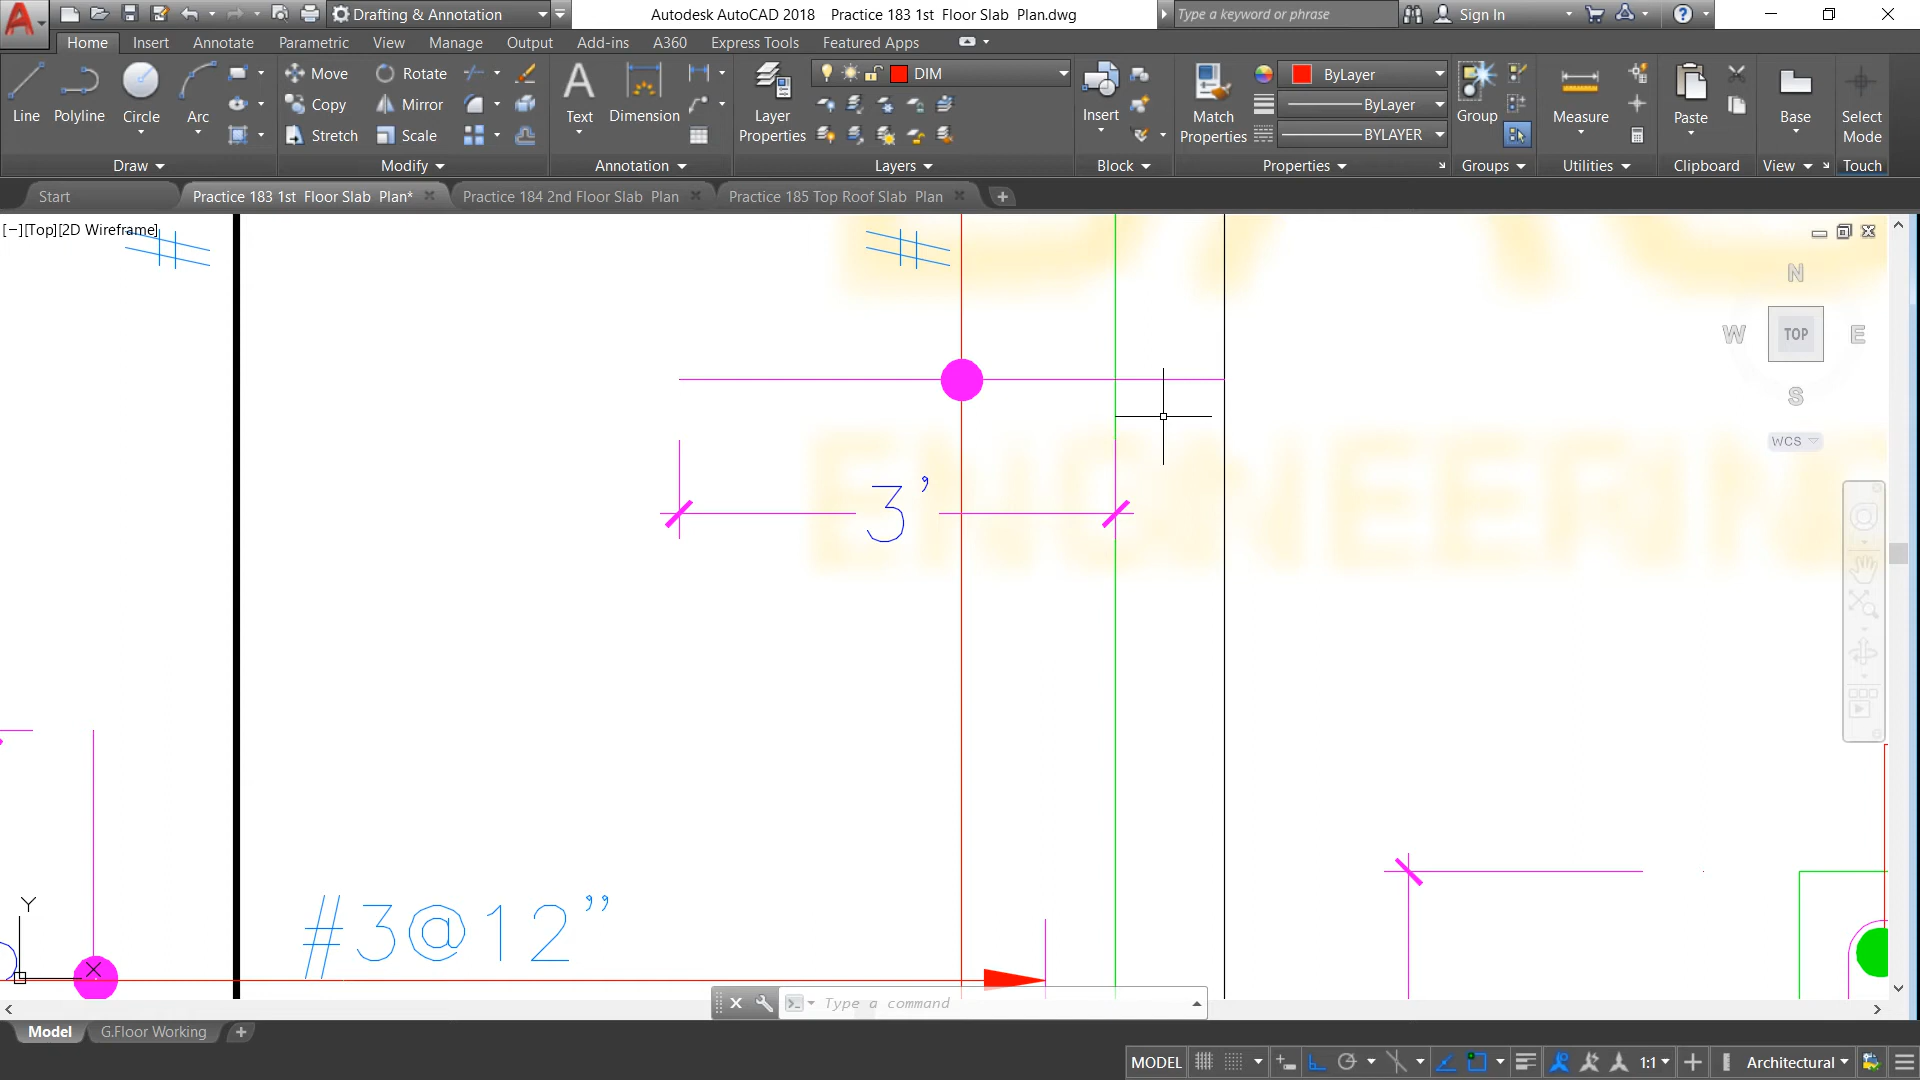 Drafting & Annotation
Autodesk AutoCAD 2018 Practice 183 1st Floor Slab Plan.dwg
Type a keyword or phrase
Sign In
Home Insert Annotate Parametric View Manage Output Add-ins A360 Express Tools Featured Apps
Line Polyline Circle Arc
Move Rotate
Copy Mirror
Stretch Scale
Text Dimension
Layer Properties
DIM
Insert
Match Properties
ByLayer
ByLayer
BYLAYER
Group
Measure
Paste
Base
Select Mode
Draw Modify Annotation Layers Block Properties Groups Utilities Clipboard View Touch
Start Practice 183 1st Floor Slab Plan* Practice 184 2nd Floor Slab Plan Practice 185 Top Roof Slab Plan
[−][Top][2D Wireframe]
N
W TOP E
S
WCS
3'
#3@12"
Y
X
Type a command
Model G.Floor Working
MODEL 1:1 Architectural